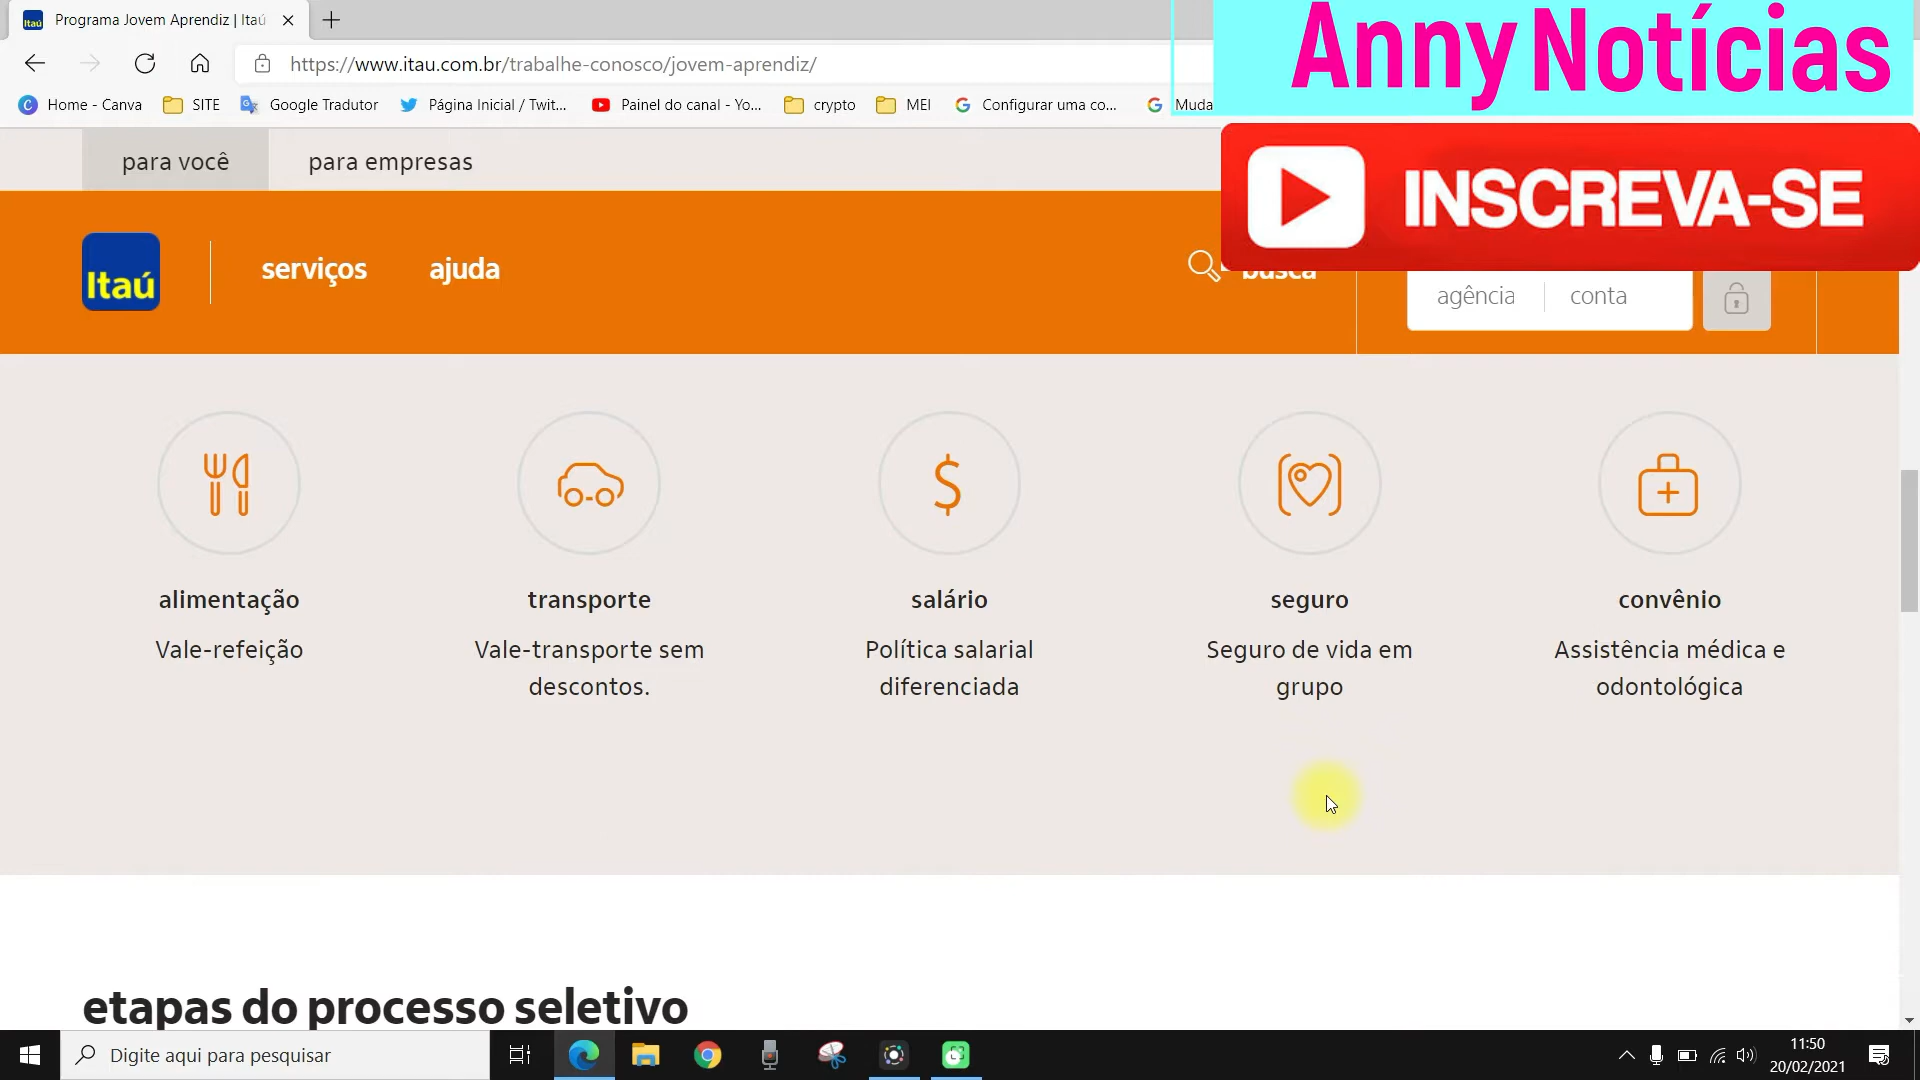 Programa Jovem Aprendiz | Itaú
Anny Notícias
https://www.itau.com.br/trabalhe-conosco/jovem-aprendiz/
Home - Canva
SITE
Google Tradutor
Página Inicial / Twit...
Painel do canal - Yo...
crypto
MEI
Configurar uma co...
Muda
para você
para empresas
INSCREVA-SE
Itaú
serviços
ajuda
busca
agência
conta
alimentação
Vale-refeição
transporte
Vale-transporte sem
descontos.
salário
Política salarial
diferenciada
seguro
Seguro de vida em
grupo
convênio
Assistência médica e
odontológica
etapas do processo seletivo
Digite aqui para pesquisar
11:50
20/02/2021